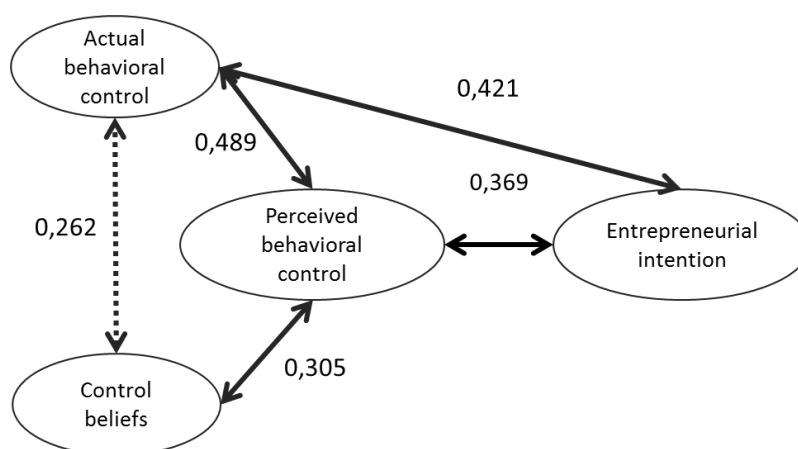 Actual
behavioral
control
0,421
0,489
0,369
0,262
Perceived
behavioral
control
Entrepreneurial
intention
0,305
Control
beliefs